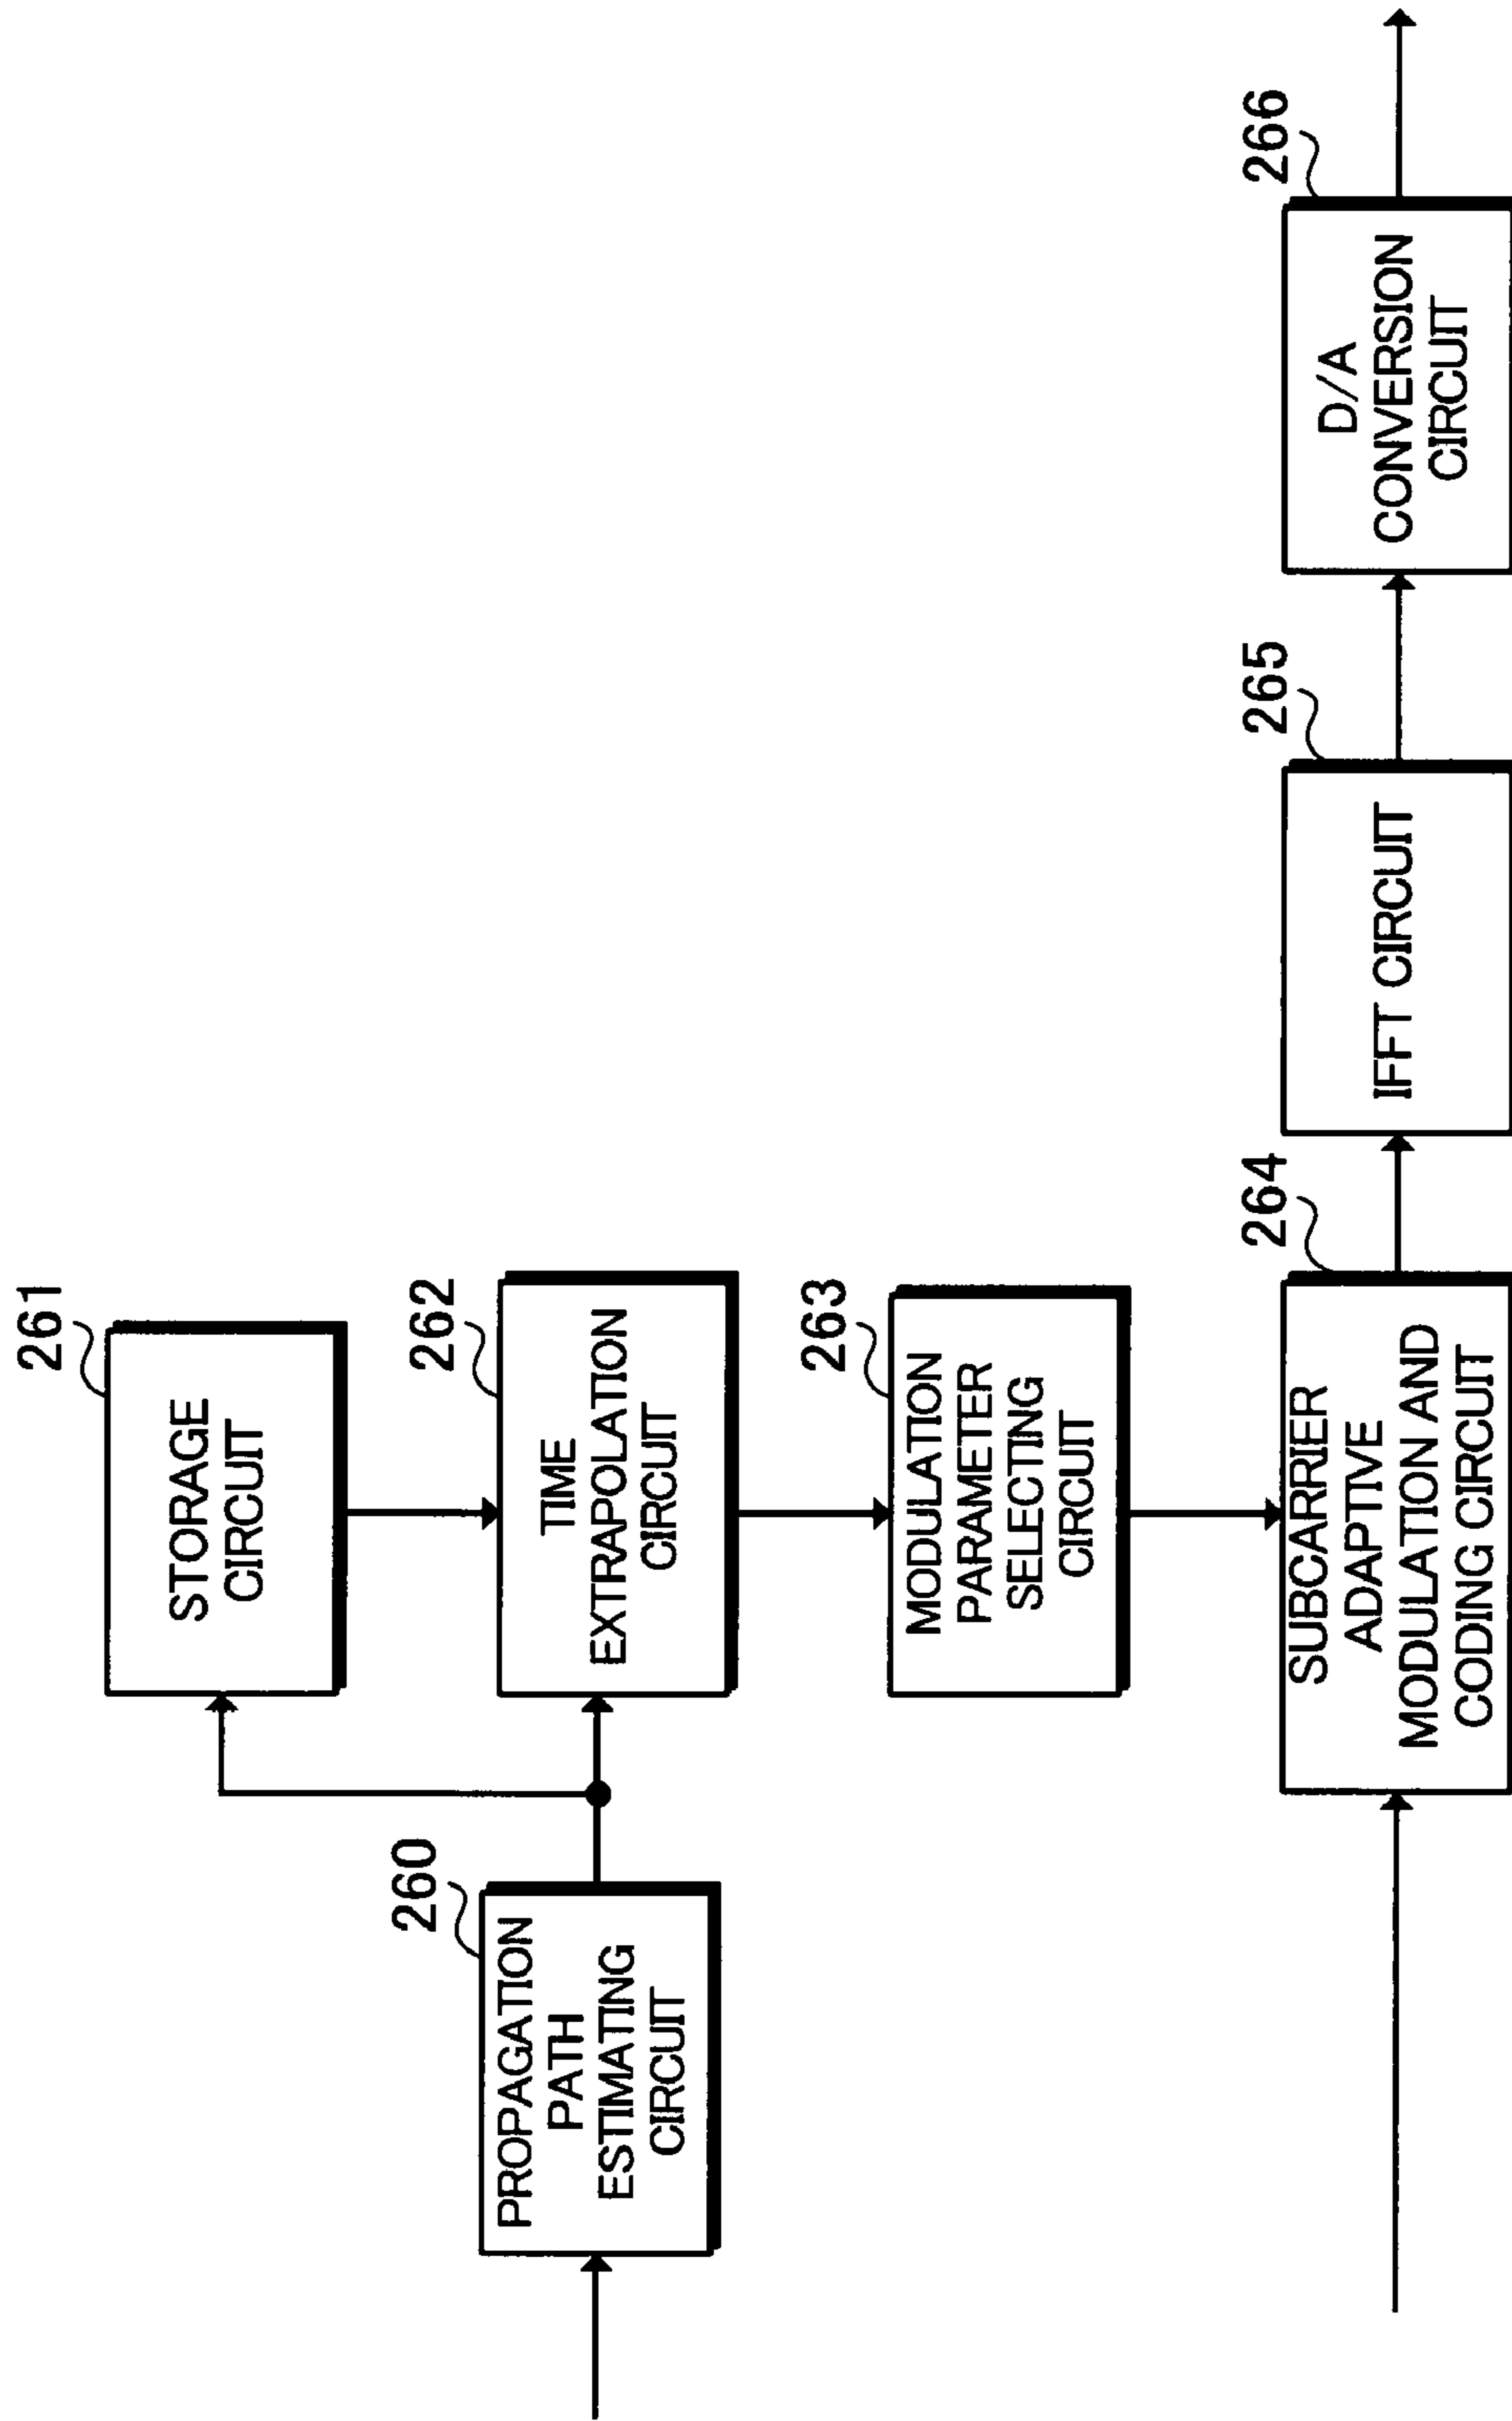 261
STORAGE
CIRCUIT
260
PROPAGATION
PATH
ESTIMATING
CIRCUIT
262
TIME
EXTRAPOLATION
CIRCUIT
263
MODULATION
PARAMETER
SELECTING
CIRCUIT
264
SUBCARRIER
ADAPTIVE
MODULATION AND
CODING CIRCUIT
265
IFFT CIRCUIT
266
D/A
CONVERSION
CIRCUIT